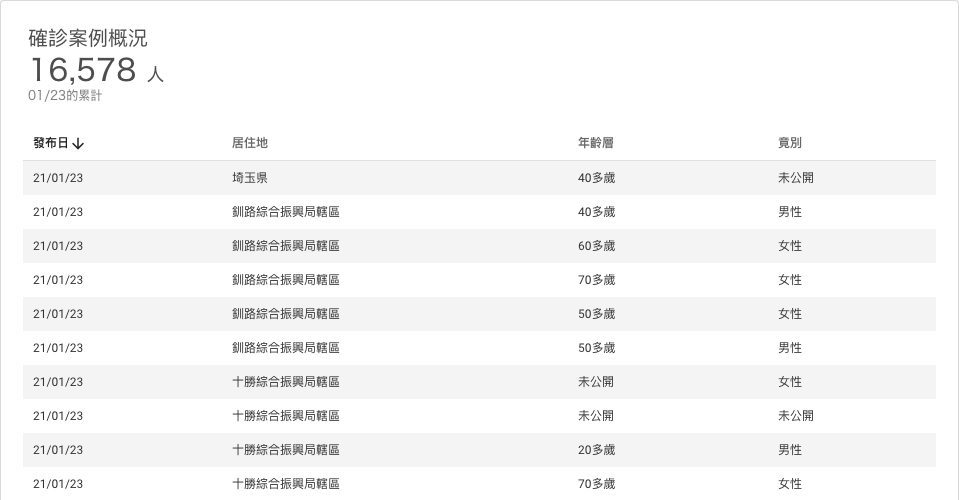 確診案例概況
16,578 人
01/23的累計
發布日↓ 居住地 年齡層 竟別
21/01/23 埼玉県 40多歲 未公開
21/01/23 釧路綜合振興局轄區 40多歲 男性
21/01/23 釧路綜合振興局轄區 60多歲 女性
21/01/23 釧路綜合振興局轄區 70多歲 女性
21/01/23 釧路綜合振興局轄區 50多歲 女性
21/01/23 釧路綜合振興局轄區 50多歲 男性
21/01/23 十勝綜合振興局轄區 未公開 女性
21/01/23 十勝綜合振興局轄區 未公開 未公開
21/01/23 十勝綜合振興局轄區 20多歲 男性
21/01/23 十勝綜合振興局轄區 70多歲 女性